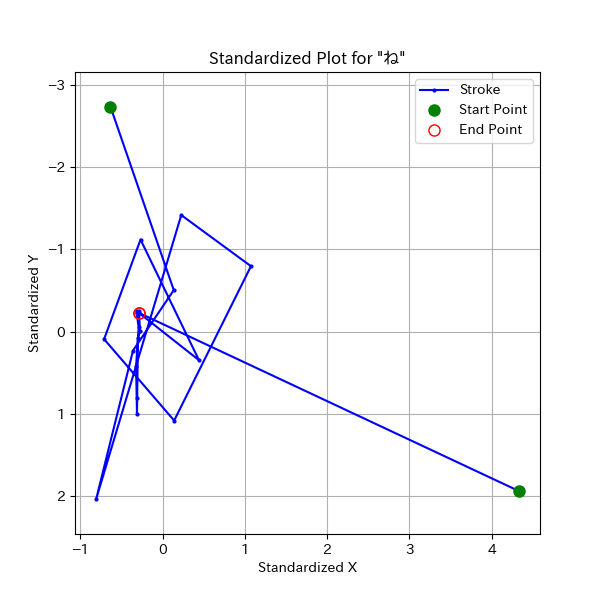 Standardized Plot for "ね"
Stroke
Start Point
End Point
−3
−2
−1
0
1
2
Standardized Y
−1 0 1 2 3 4
Standardized X